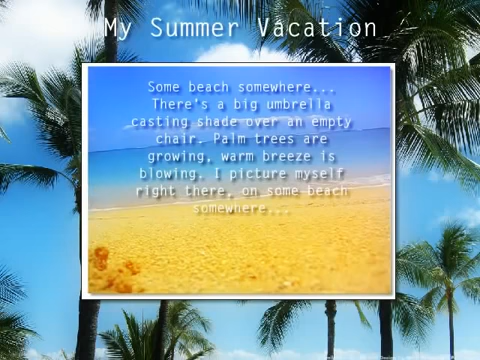 My Summer Vacation
Some beach somewhere...
There's a big umbrella
casting shade over an empty
chair. Palm trees are
growing, warm breeze is
blowing. I picture myself
right there, on some beach
somewhere...